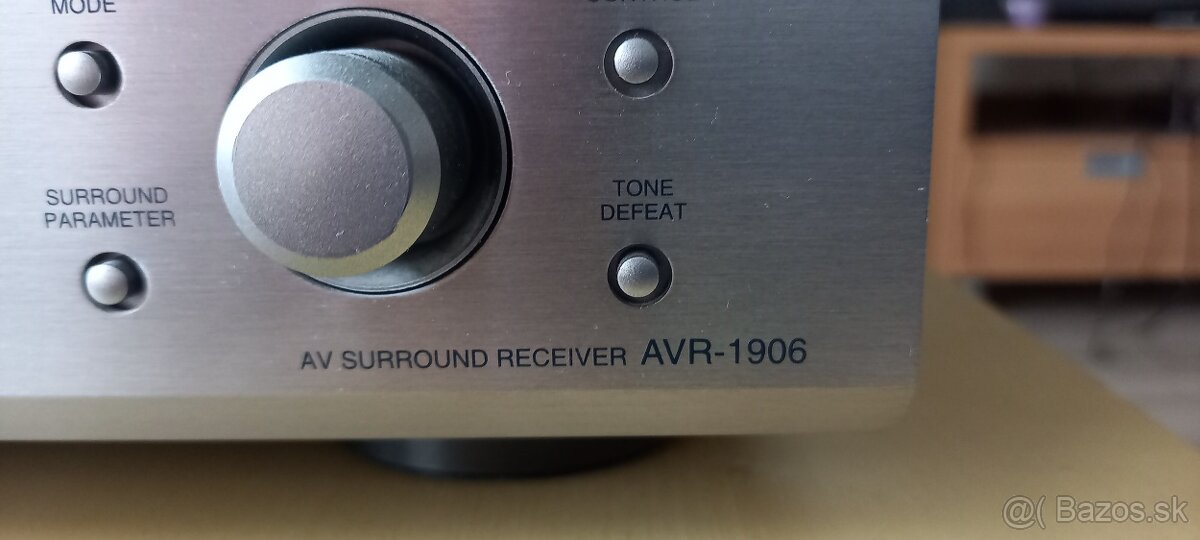 MODE
SURROUND
PARAMETER
TONE
DEFEAT
AV SURROUND RECEIVER AVR-1906
@( Bazos.sk